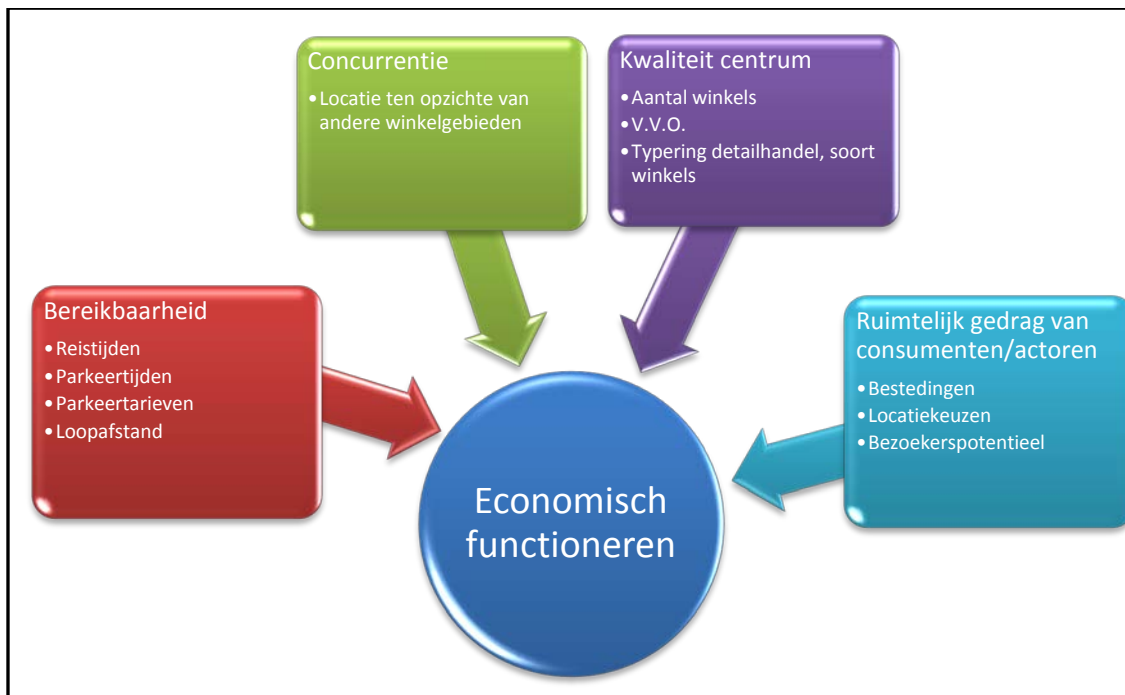 Concurrentie
•Locatie ten opzichte van
andere winkelgebieden
Kwaliteit centrum
•Aantal winkels
•V.V.O.
•Typering detailhandel, soort
winkels
Bereikbaarheid
•Reistijden
•Parkeertijden
•Parkeertarieven
•Loopafstand
Ruimtelijk gedrag van
consumenten/actoren
•Bestedingen
•Locatiekeuzen
•Bezoekerspotentieel
Economisch
functioneren